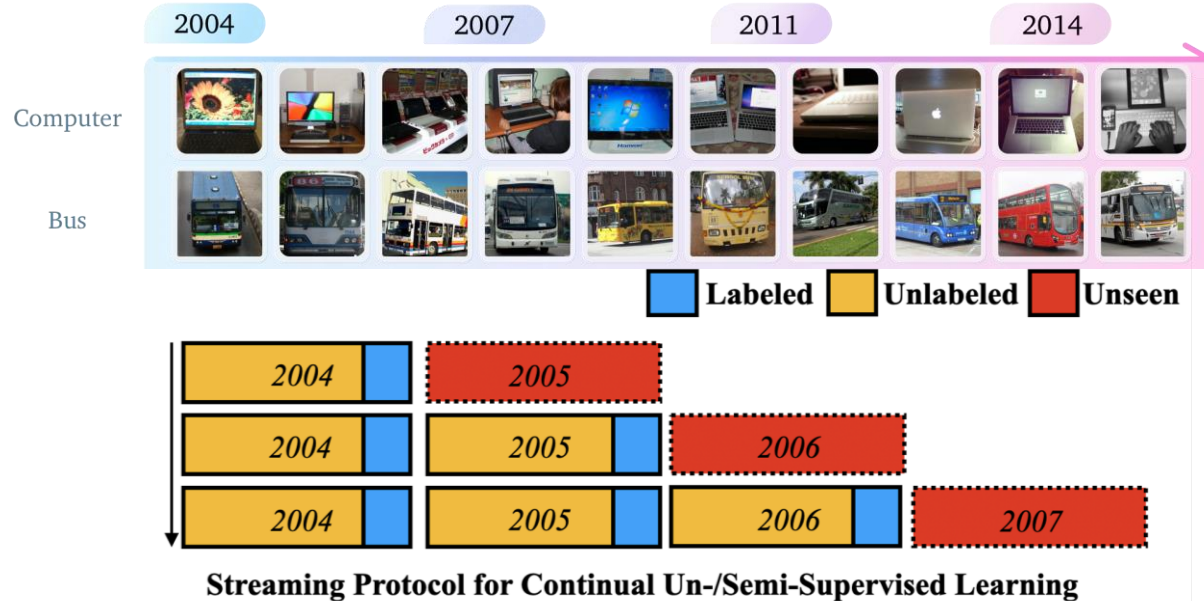 2004 2007 2011 2014
Computer
Bus
Labeled Unlabeled Unseen
2004 2005
2004 2005 2006
2004 2005 2006 2007
Streaming Protocol for Continual Un-/Semi-Supervised Learning